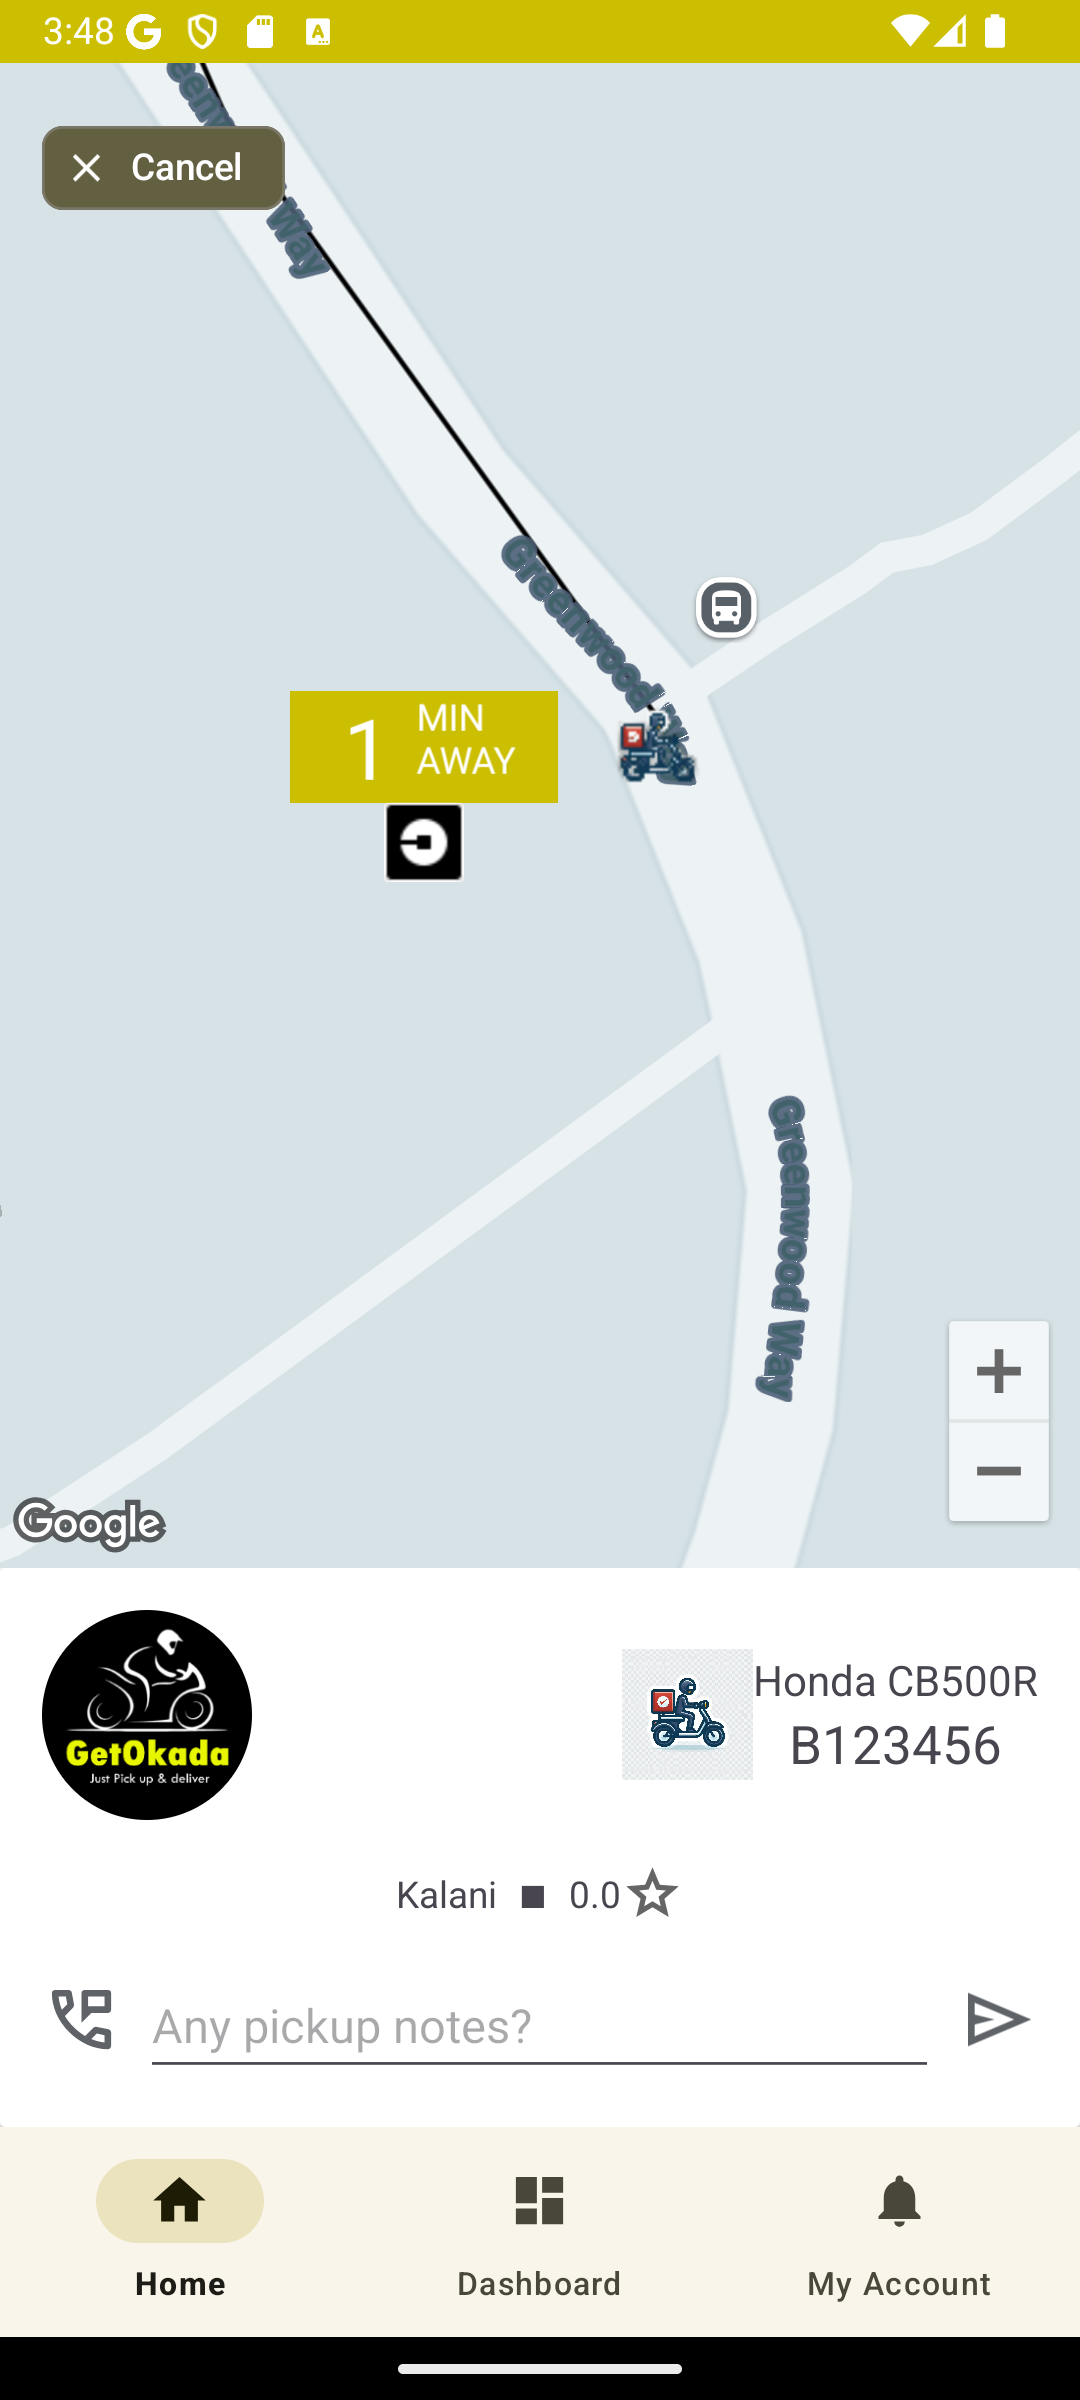 3:48
Cancel
Way
Greenwood Way
1 MIN
AWAY
Greenwood Way
Google
GetOkada
Just Pick up & deliver
Honda CB500R
B123456
Kalani ■ 0.0
Any pickup notes?
Home
Dashboard
My Account